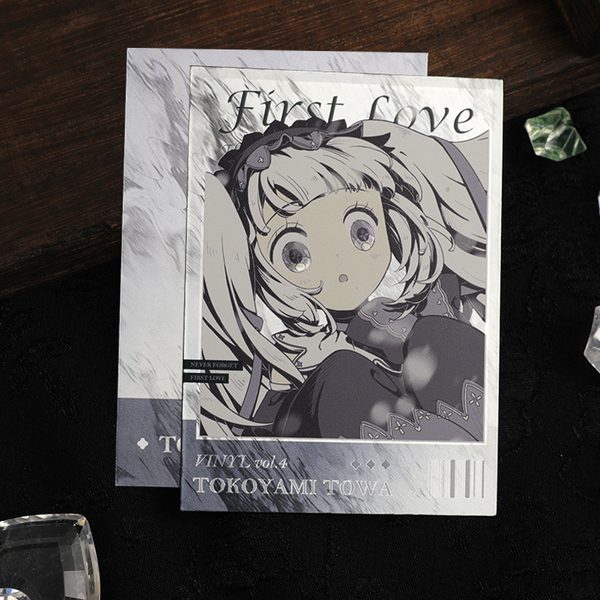 First Love
NEVER FORGET
FIRST LOVE
VINYL vol.4
TOKOYAMI TOWA
TO